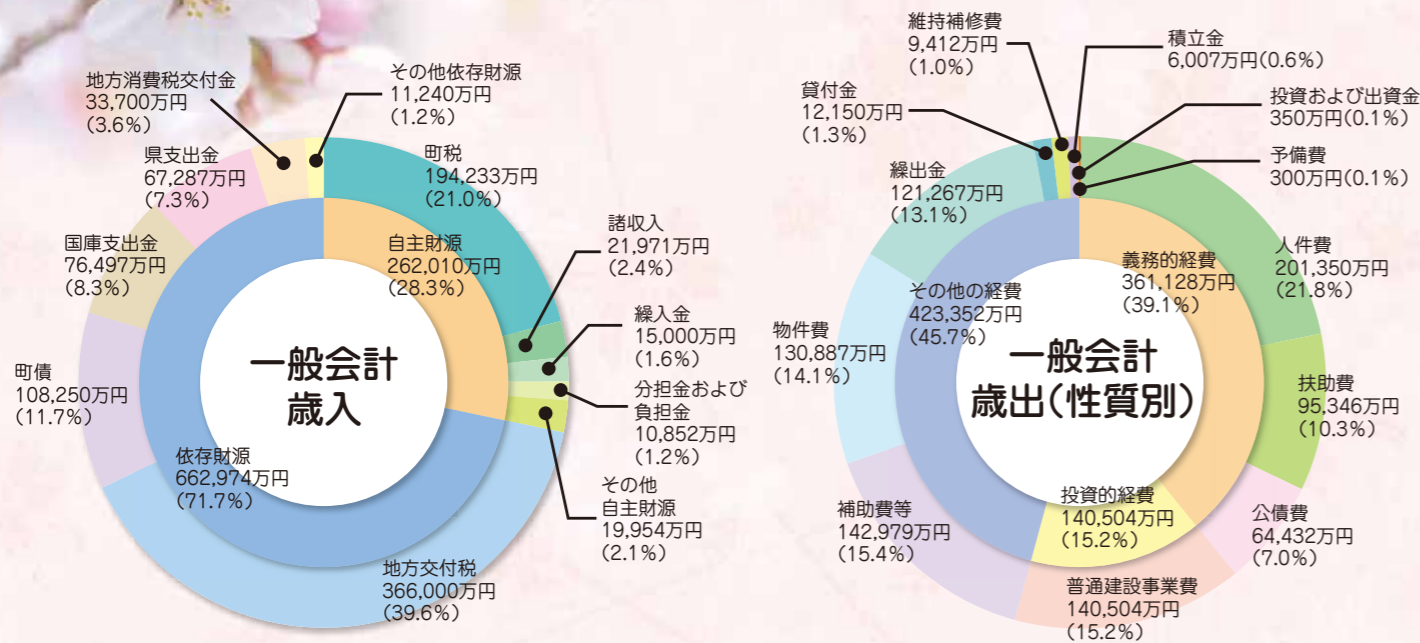 一般会計
歳入
自主財源
262,010万円
(28.3%)
町税
194,233万円
(21.0%)
諸収入
21,971万円
(2.4%)
繰入金
15,000万円
(1.6%)
分担金および
負担金
10,852万円
(1.2%)
その他
自主財源
19,954万円
(2.1%)
依存財源
662,974万円
(71.7%)
地方交付税
366,000万円
(39.6%)
町債
108,250万円
(11.7%)
国庫支出金
76,497万円
(8.3%)
県支出金
67,287万円
(7.3%)
地方消費税交付金
33,700万円
(3.6%)
その他依存財源
11,240万円
(1.2%)
一般会計
歳出(性質別)
義務的経費
361,128万円
(39.1%)
人件費
201,350万円
(21.8%)
扶助費
95,346万円
(10.3%)
公債費
64,432万円
(7.0%)
投資的経費
140,504万円
(15.2%)
普通建設事業費
140,504万円
(15.2%)
その他の経費
423,352万円
(45.7%)
補助費等
142,979万円
(15.4%)
物件費
130,887万円
(14.1%)
繰出金
121,267万円
(13.1%)
貸付金
12,150万円
(1.3%)
維持補修費
9,412万円
(1.0%)
積立金
6,007万円(0.6%)
投資および出資金
350万円(0.1%)
予備費
300万円(0.1%)